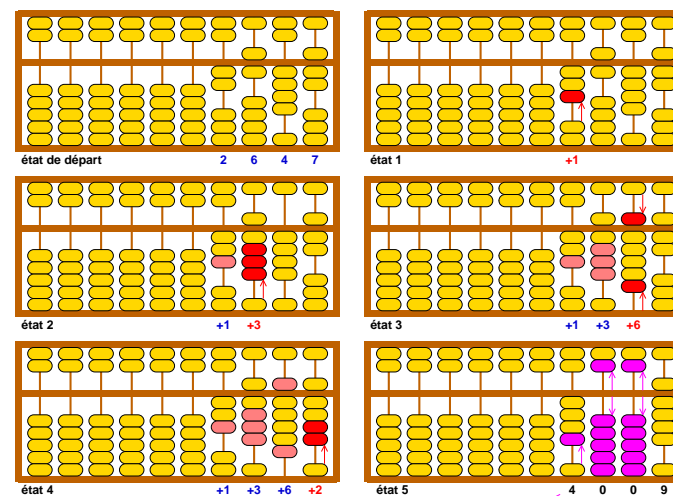 état de départ 2 6 4 7
état 1 +1
état 2 +1 +3
état 3 +1 +3 +6
état 4 +1 +3 +6 +2
état 5 4 0 0 9